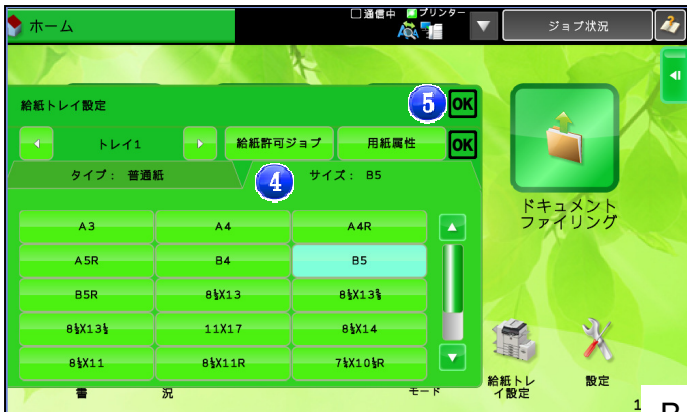 ホーム
通信中 プリンター
ジョブ状況
給紙トレイ設定
5 OK
トレイ1 給紙許可ジョブ 用紙属性 OK
タイプ: 普通紙 4 サイズ: B5
A3 A4 A4R
A5R B4 B5
B5R 8½X13 8½X13⅖
8½X13½ 11X17 8½X14
8½X11 8½X11R 7¼X10½R
ドキュメント
ファイリング
給紙トレ
イ設定
設定
書 況 モード
1